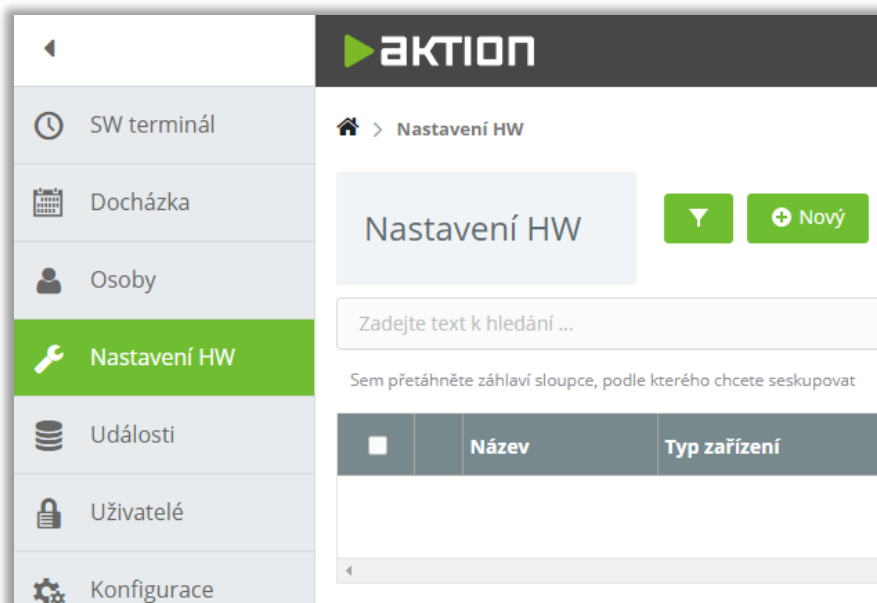 aktion
SW terminál
Docházka
Osoby
Nastavení HW
Události
Uživatelé
Konfigurace
> Nastavení HW
Nastavení HW
Nový
Zadejte text k hledání ...
Sem přetáhněte záhlaví sloupce, podle kterého chcete seskupovat
Název Typ zařízení